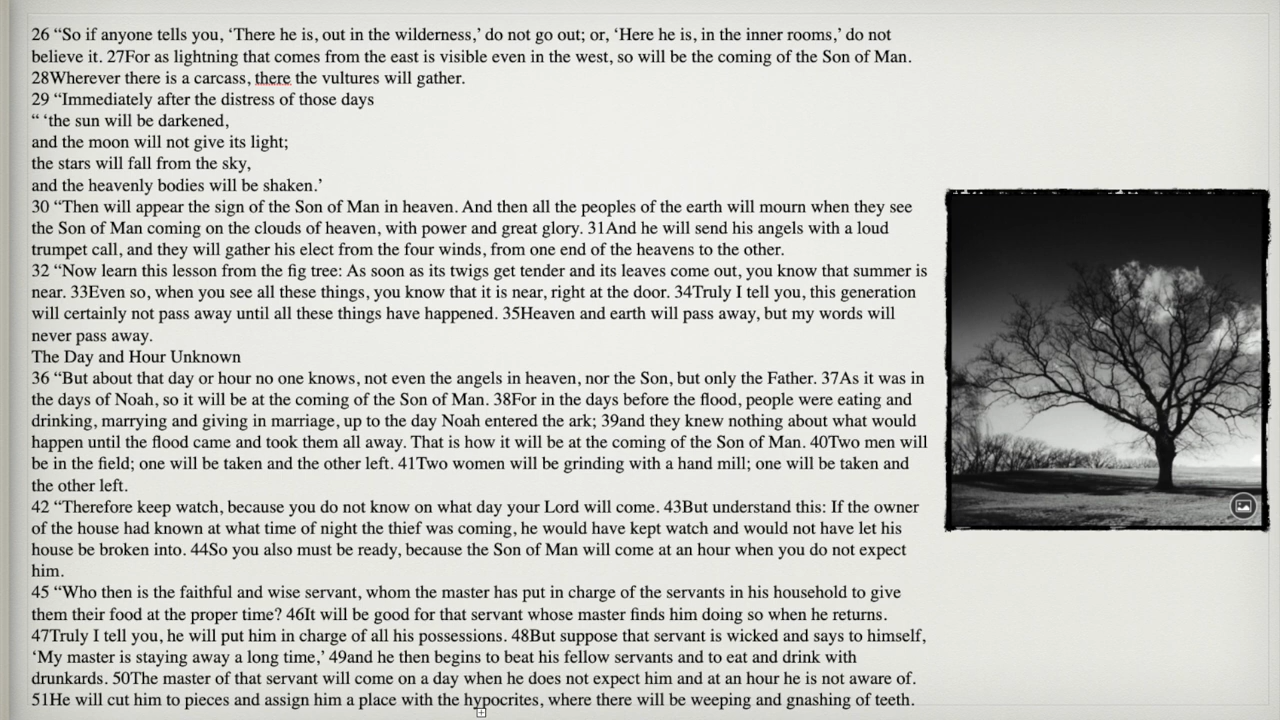 26 “So if anyone tells you, ‘There he is, out in the wilderness,’ do not go out; or, ‘Here he is, in the inner rooms,’ do not
believe it. 27For as lightning that comes from the east is visible even in the west, so will be the coming of the Son of Man.
28Wherever there is a carcass, there the vultures will gather.
29 “Immediately after the distress of those days
“ ‘the sun will be darkened,
and the moon will not give its light;
the stars will fall from the sky,
and the heavenly bodies will be shaken.’
30 “Then will appear the sign of the Son of Man in heaven. And then all the peoples of the earth will mourn when they see
the Son of Man coming on the clouds of heaven, with power and great glory. 31And he will send his angels with a loud
trumpet call, and they will gather his elect from the four winds, from one end of the heavens to the other.
32 “Now learn this lesson from the fig tree: As soon as its twigs get tender and its leaves come out, you know that summer is
near. 33Even so, when you see all these things, you know that it is near, right at the door. 34Truly I tell you, this generation
will certainly not pass away until all these things have happened. 35Heaven and earth will pass away, but my words will
never pass away.
The Day and Hour Unknown
36 “But about that day or hour no one knows, not even the angels in heaven, nor the Son, but only the Father. 37As it was in
the days of Noah, so it will be at the coming of the Son of Man. 38For in the days before the flood, people were eating and
drinking, marrying and giving in marriage, up to the day Noah entered the ark; 39and they knew nothing about what would
happen until the flood came and took them all away. That is how it will be at the coming of the Son of Man. 40Two men will
be in the field; one will be taken and the other left. 41Two women will be grinding with a hand mill; one will be taken and
the other left.
42 “Therefore keep watch, because you do not know on what day your Lord will come. 43But understand this: If the owner
of the house had known at what time of night the thief was coming, he would have kept watch and would not have let his
house be broken into. 44So you also must be ready, because the Son of Man will come at an hour when you do not expect
him.
45 “Who then is the faithful and wise servant, whom the master has put in charge of the servants in his household to give
them their food at the proper time? 46It will be good for that servant whose master finds him doing so when he returns.
47Truly I tell you, he will put him in charge of all his possessions. 48But suppose that servant is wicked and says to himself,
‘My master is staying away a long time,’ 49and he then begins to beat his fellow servants and to eat and drink with
drunkards. 50The master of that servant will come on a day when he does not expect him and at an hour he is not aware of.
51He will cut him to pieces and assign him a place with the hypocrites, where there will be weeping and gnashing of teeth.